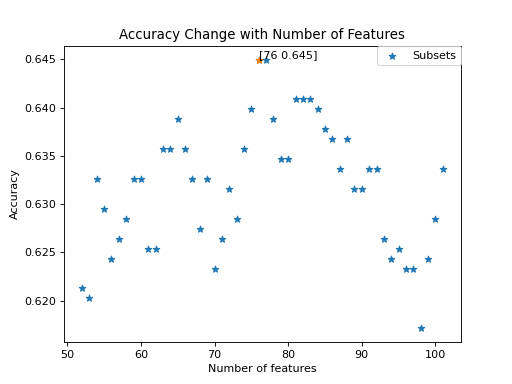 Accuracy Change with Number of Features
[76 0.645]
Subsets
0.645
0.640
0.635
0.630
0.625
0.620
Accuracy
50 60 70 80 90 100
Number of features